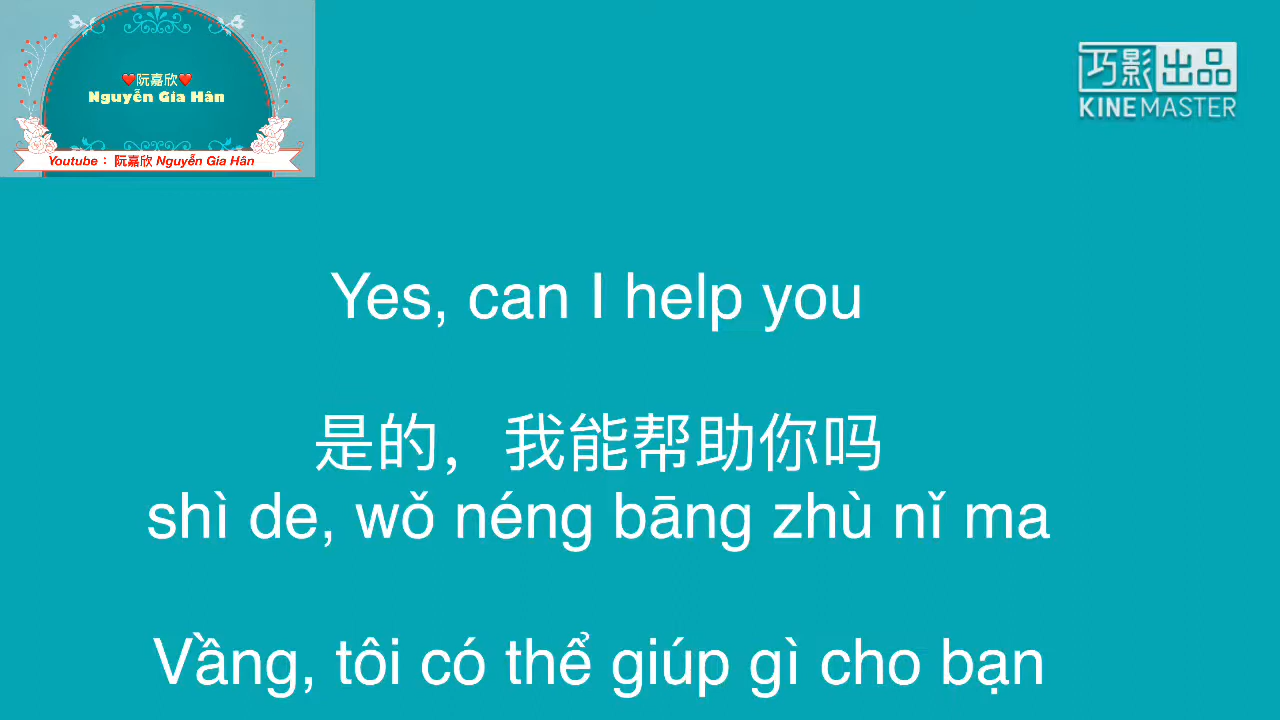 ❤️阮嘉欣❤️
Nguyễn Gia Hân
Youtube： 阮嘉欣 Nguyễn Gia Hân
巧影出品
KINEMASTER
Yes, can I help you
是的，我能帮助你吗
shì de, wǒ néng bāng zhù nǐ ma
Vầng, tôi có thể giúp gì cho bạn